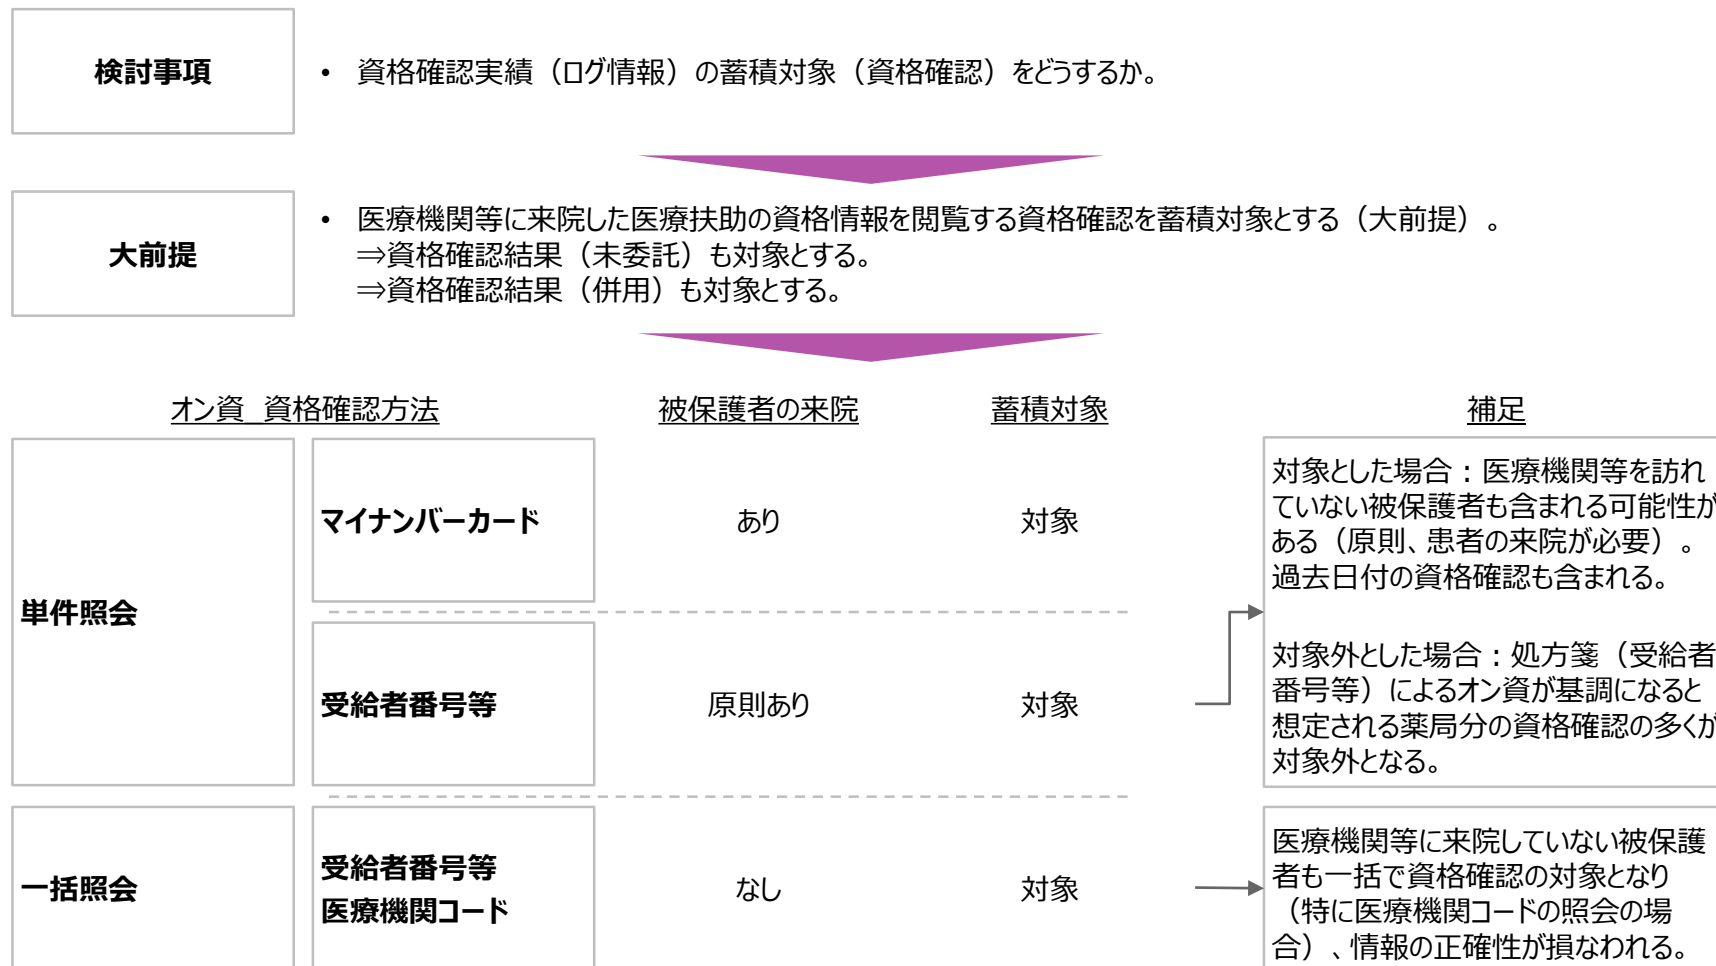 検討事項
• 資格確認実績（ログ情報）の蓄積対象（資格確認）をどうするか。
大前提
• 医療機関等に来院した医療扶助の資格情報を閲覧する資格確認を蓄積対象とする（大前提）。
⇒資格確認結果（未委託）も対象とする。
⇒資格確認結果（併用）も対象とする。
オン資_資格確認方法
被保護者の来院
蓄積対象
補足
単件照会
マイナンバーカード
あり
対象
対象とした場合：医療機関等を訪れ
ていない被保護者も含まれる可能性が
ある（原則、患者の来院が必要）。
過去日付の資格確認も含まれる。
受給者番号等
原則あり
対象
対象外とした場合：処方箋（受給者
番号等）によるオン資が基調になると
想定される薬局分の資格確認の多くが
対象外となる。
一括照会
受給者番号等
医療機関コード
なし
対象
医療機関等に来院していない被保護
者も一括で資格確認の対象となり
（特に医療機関コードの照会の場
合）、情報の正確性が損なわれる。